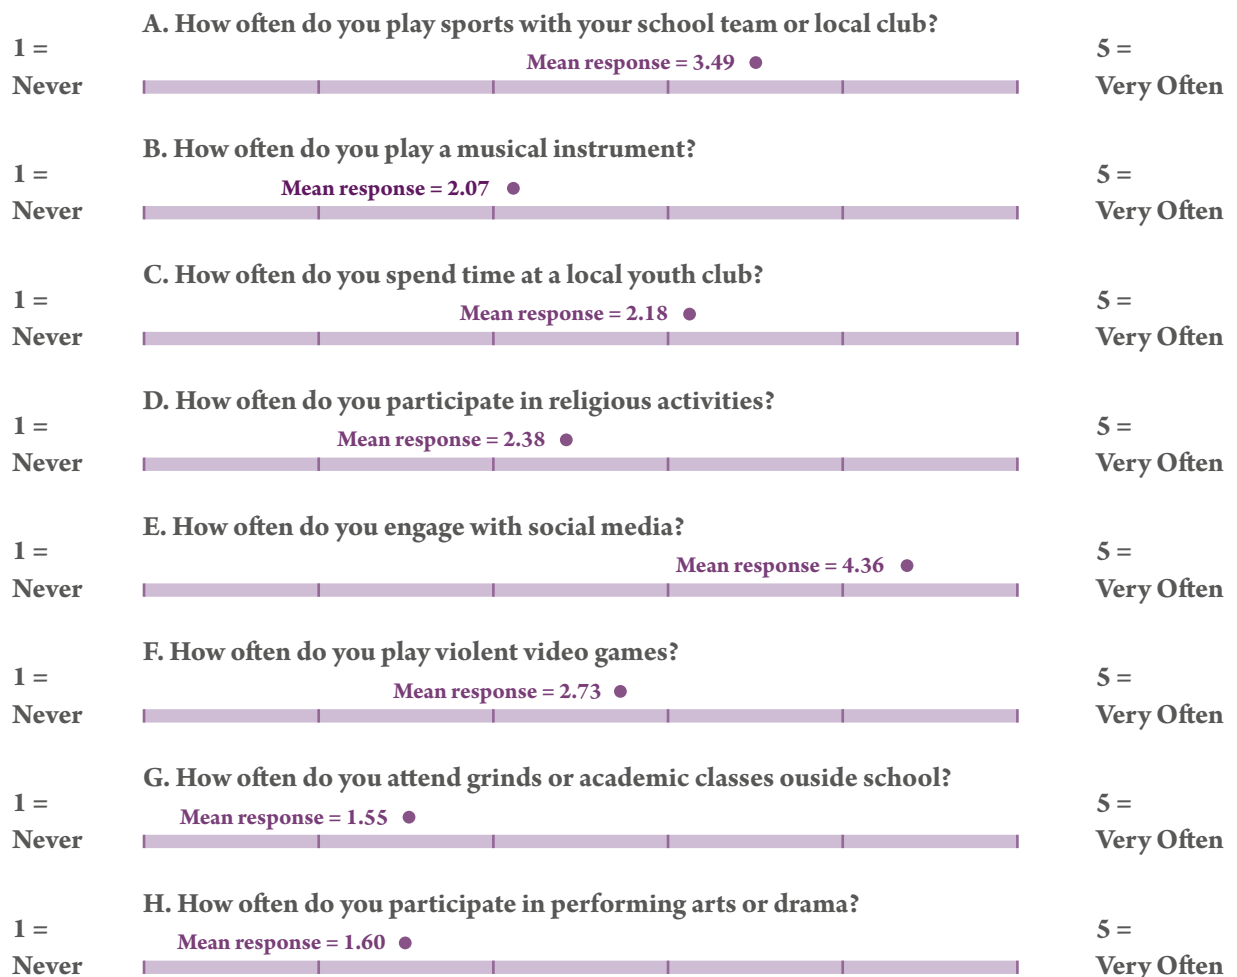 A. How often do you play sports with your school team or local club?
1 =
Never
Mean response = 3.49
5 =
Very Often
B. How often do you play a musical instrument?
1 =
Never
Mean response = 2.07
5 =
Very Often
C. How often do you spend time at a local youth club?
1 =
Never
Mean response = 2.18
5 =
Very Often
D. How often do you participate in religious activities?
1 =
Never
Mean response = 2.38
5 =
Very Often
E. How often do you engage with social media?
1 =
Never
Mean response = 4.36
5 =
Very Often
F. How often do you play violent video games?
1 =
Never
Mean response = 2.73
5 =
Very Often
G. How often do you attend grinds or academic classes ouside school?
1 =
Never
Mean response = 1.55
5 =
Very Often
H. How often do you participate in performing arts or drama?
1 =
Never
Mean response = 1.60
5 =
Very Often